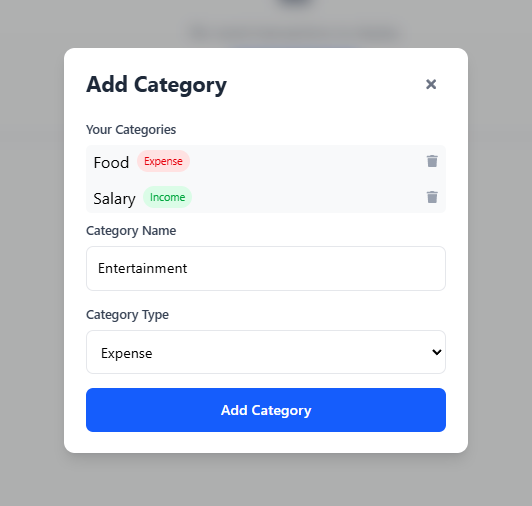 Add Category
Your Categories
Food Expense
Salary Income
Category Name
Entertainment
Category Type
Expense
Add Category